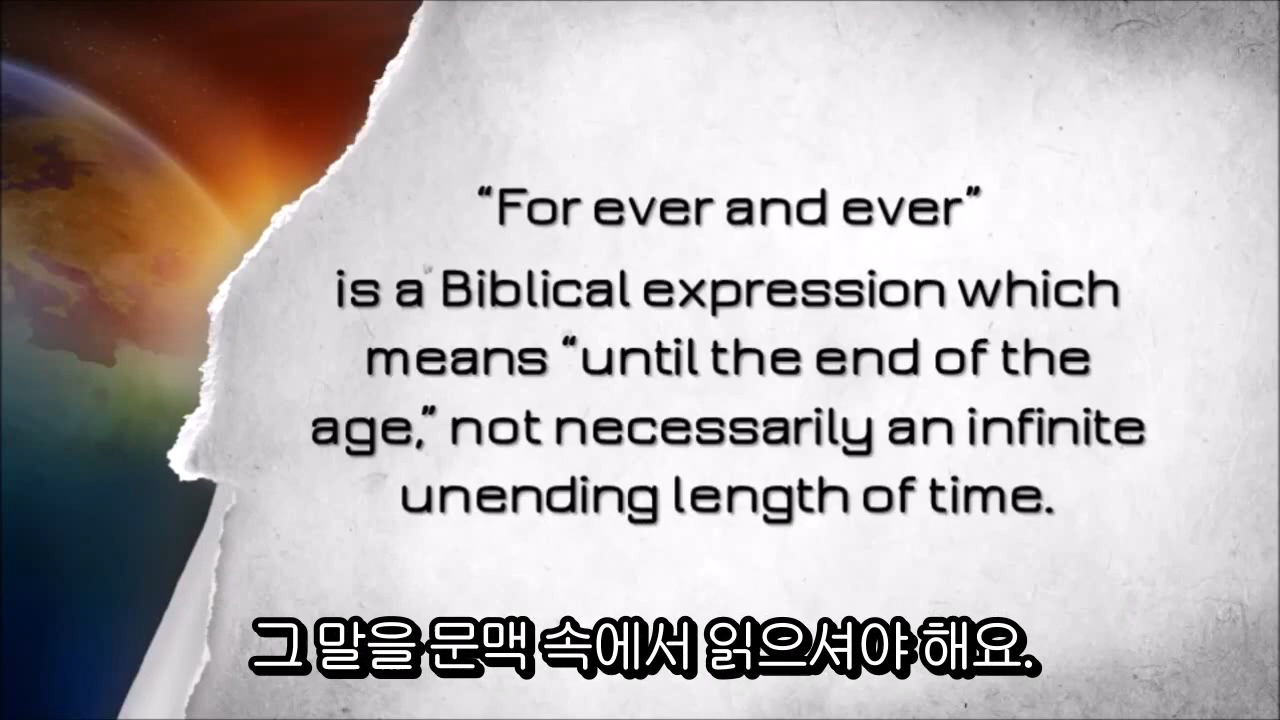 “For ever and ever”
is a Biblical expression which
means “until the end of the
age,” not necessarily an infinite
unending length of time.
그 말을 문맥 속에서 읽으셔야 해요.